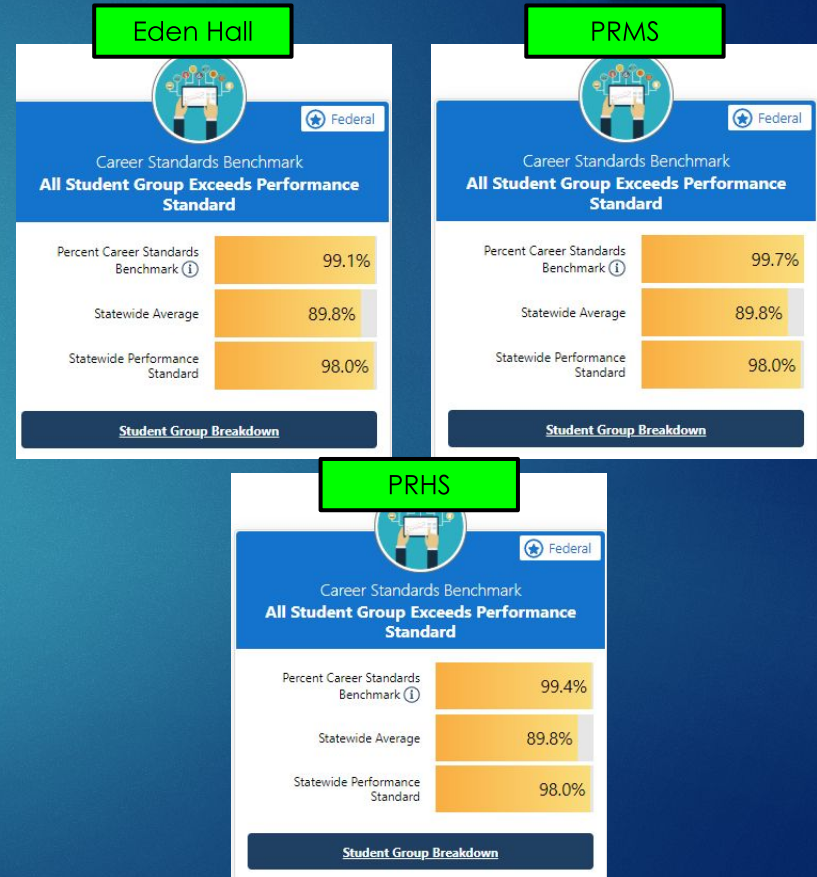 Eden Hall
Federal
Career Standards Benchmark
All Student Group Exceeds Performance
Standard
Percent Career Standards
Benchmark
99.1%
Statewide Average
89.8%
Statewide Performance
Standard
98.0%
Student Group Breakdown
PRMS
Federal
Career Standards Benchmark
All Student Group Exceeds Performance
Standard
Percent Career Standards
Benchmark
99.7%
Statewide Average
89.8%
Statewide Performance
Standard
98.0%
Student Group Breakdown
PRHS
Federal
Career Standards Benchmark
All Student Group Exceeds Performance
Standard
Percent Career Standards
Benchmark
99.4%
Statewide Average
89.8%
Statewide Performance
Standard
98.0%
Student Group Breakdown